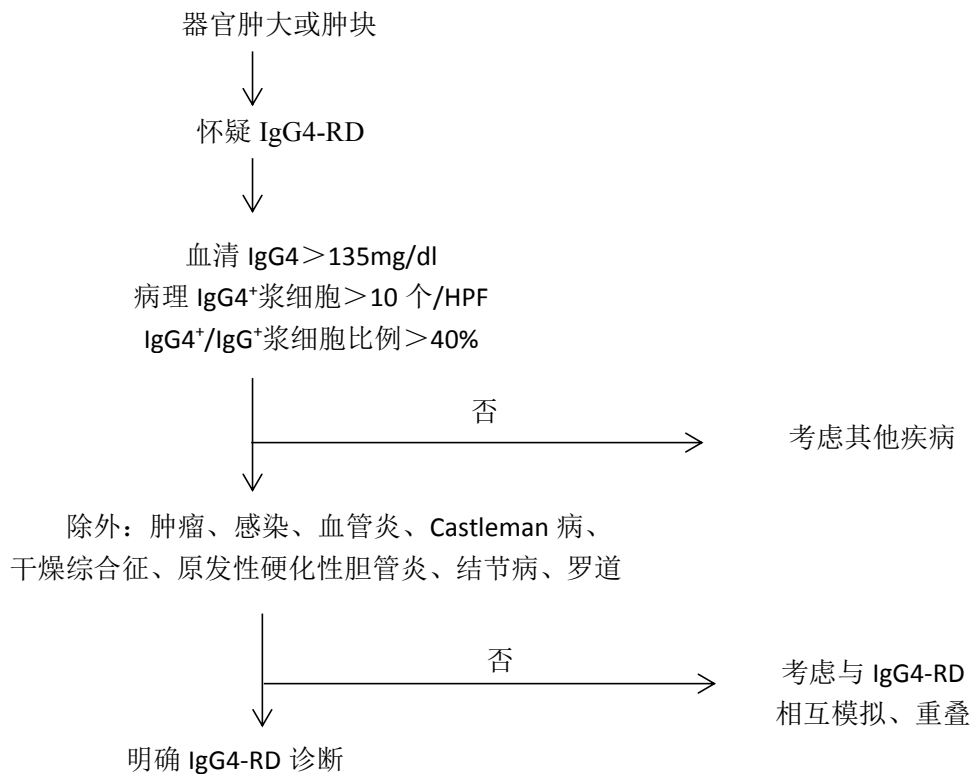 器官肿大或肿块
怀疑 IgG4-RD
血清 IgG4＞135mg/dl
病理 IgG4⁺浆细胞＞10 个/HPF
IgG4⁺/IgG⁺浆细胞比例＞40%
否
考虑其他疾病
除外：肿瘤、感染、血管炎、Castleman 病、
干燥综合征、原发性硬化性胆管炎、结节病、罗道
否
考虑与 IgG4-RD
相互模拟、重叠
明确 IgG4-RD 诊断